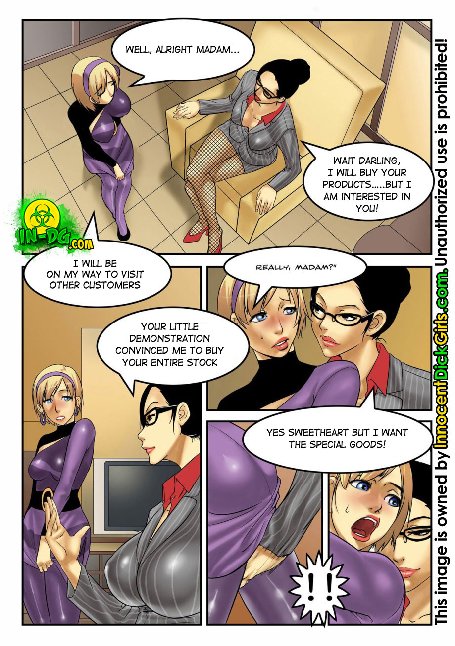 WELL, ALRIGHT MADAM...
WAIT DARLING,
I WILL BUY YOUR
PRODUCTS.....BUT I
AM INTERESTED IN
YOU!
IN-DG.com
I WILL BE
ON MY WAY TO VISIT
OTHER CUSTOMERS
REALLY, MADAM?"
YOUR LITTLE
DEMONSTRATION
CONVINCED ME TO BUY
YOUR ENTIRE STOCK
YES SWEETHEART BUT I WANT
THE SPECIAL GOODS!
!!
This image is owned by InnocentDickGirls.com. Unauthorized use is prohibited!